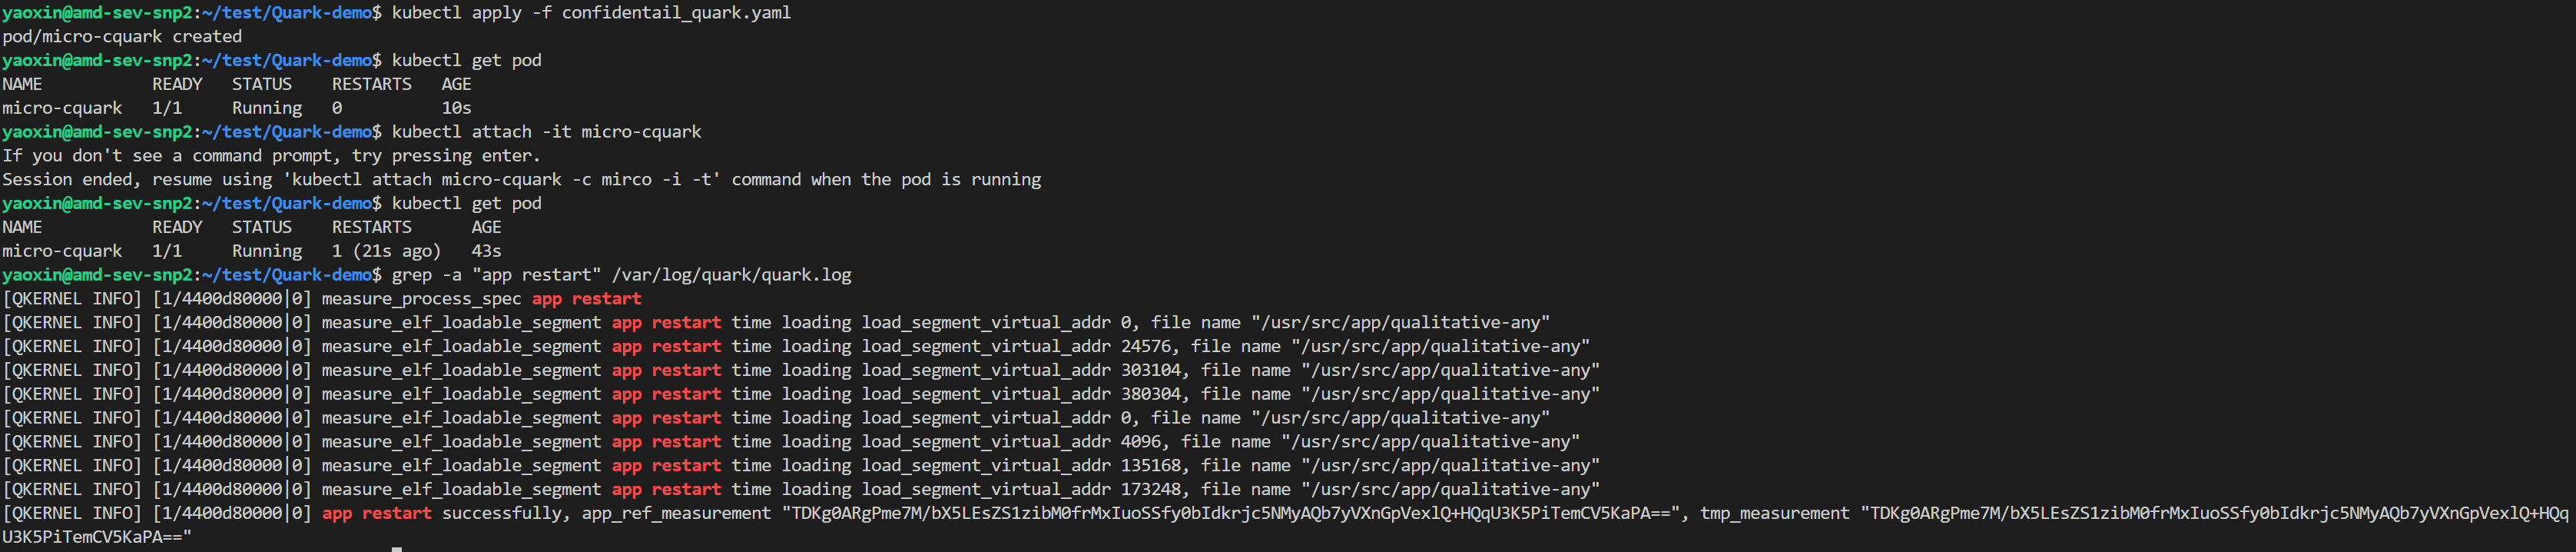 yaoxin@amd-sev-snp2:~/test/Quark-demo$ kubectl apply -f confidentail_quark.yaml
pod/micro-cquark created
yaoxin@amd-sev-snp2:~/test/Quark-demo$ kubectl get pod
NAME           READY   STATUS    RESTARTS   AGE
micro-cquark   1/1     Running   0          10s
yaoxin@amd-sev-snp2:~/test/Quark-demo$ kubectl attach -it micro-cquark
If you don't see a command prompt, try pressing enter.
Session ended, resume using 'kubectl attach micro-cquark -c mirco -i -t' command when the pod is running
yaoxin@amd-sev-snp2:~/test/Quark-demo$ kubectl get pod
NAME           READY   STATUS    RESTARTS      AGE
micro-cquark   1/1     Running   1 (21s ago)   43s
yaoxin@amd-sev-snp2:~/test/Quark-demo$ grep -a "app restart" /var/log/quark/quark.log
[QKERNEL INFO] [1/4400d80000|0] measure_process_spec app restart
[QKERNEL INFO] [1/4400d80000|0] measure_elf_loadable_segment app restart time loading load_segment_virtual_addr 0, file name "/usr/src/app/qualitative-any"
[QKERNEL INFO] [1/4400d80000|0] measure_elf_loadable_segment app restart time loading load_segment_virtual_addr 24576, file name "/usr/src/app/qualitative-any"
[QKERNEL INFO] [1/4400d80000|0] measure_elf_loadable_segment app restart time loading load_segment_virtual_addr 303104, file name "/usr/src/app/qualitative-any"
[QKERNEL INFO] [1/4400d80000|0] measure_elf_loadable_segment app restart time loading load_segment_virtual_addr 380304, file name "/usr/src/app/qualitative-any"
[QKERNEL INFO] [1/4400d80000|0] measure_elf_loadable_segment app restart time loading load_segment_virtual_addr 0, file name "/usr/src/app/qualitative-any"
[QKERNEL INFO] [1/4400d80000|0] measure_elf_loadable_segment app restart time loading load_segment_virtual_addr 4096, file name "/usr/src/app/qualitative-any"
[QKERNEL INFO] [1/4400d80000|0] measure_elf_loadable_segment app restart time loading load_segment_virtual_addr 135168, file name "/usr/src/app/qualitative-any"
[QKERNEL INFO] [1/4400d80000|0] measure_elf_loadable_segment app restart time loading load_segment_virtual_addr 173248, file name "/usr/src/app/qualitative-any"
[QKERNEL INFO] [1/4400d80000|0] app restart successfully, app_ref_measurement "TDKg0ARgPme7M/bX5LEsZS1zibM0frMxIuoSSfy0bIdkrjc5NMyAQb7yVXnGpVexlQ+HQqU3K5PiTemCV5KaPA==", tmp_measurement "TDKg0ARgPme7M/bX5LEsZS1zibM0frMxIuoSSfy0bIdkrjc5NMyAQb7yVXnGpVexlQ+HQq
U3K5PiTemCV5KaPA=="